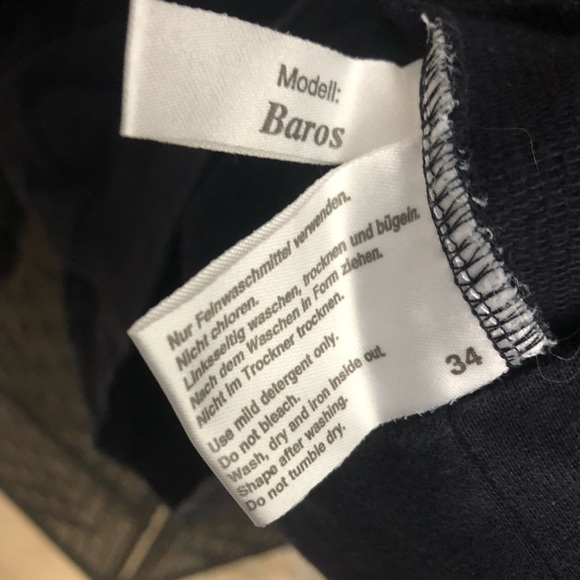 Modell:
Baros
Nur Feinwaschmittel verwenden.
Nicht chloren.
Linksseitig waschen, trocknen und bügeln.
Nach dem Waschen in Form ziehen.
Nicht im Trockner trocknen.
Use mild detergent only.
Do not bleach.
Wash, dry and iron inside out.
Shape after washing.
Do not tumble dry.
34